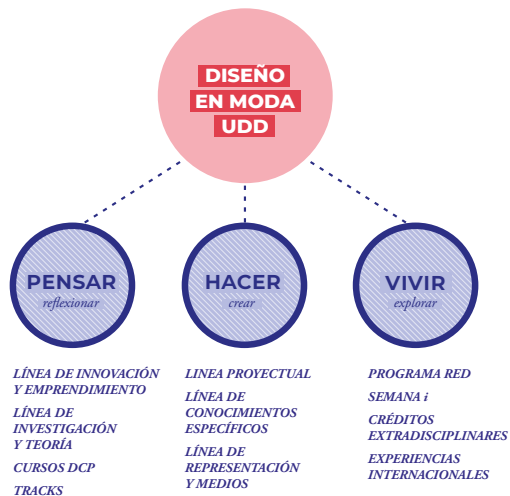 DISEÑO
EN MODA
UDD
PENSAR
reflexionar
HACER
crear
VIVIR
explorar
LÍNEA DE INNOVACIÓN
Y EMPRENDIMIENTO
LÍNEA DE
INVESTIGACIÓN
Y TEORÍA
CURSOS DCP
TRACKS
LINEA PROYECTUAL
LÍNEA DE
CONOCIMIENTOS
ESPECÍFICOS
LÍNEA DE
REPRESENTACIÓN
Y MEDIOS
PROGRAMA RED
SEMANA i
CRÉDITOS
EXTRADISCIPLINARES
EXPERIENCIAS
INTERNACIONALES